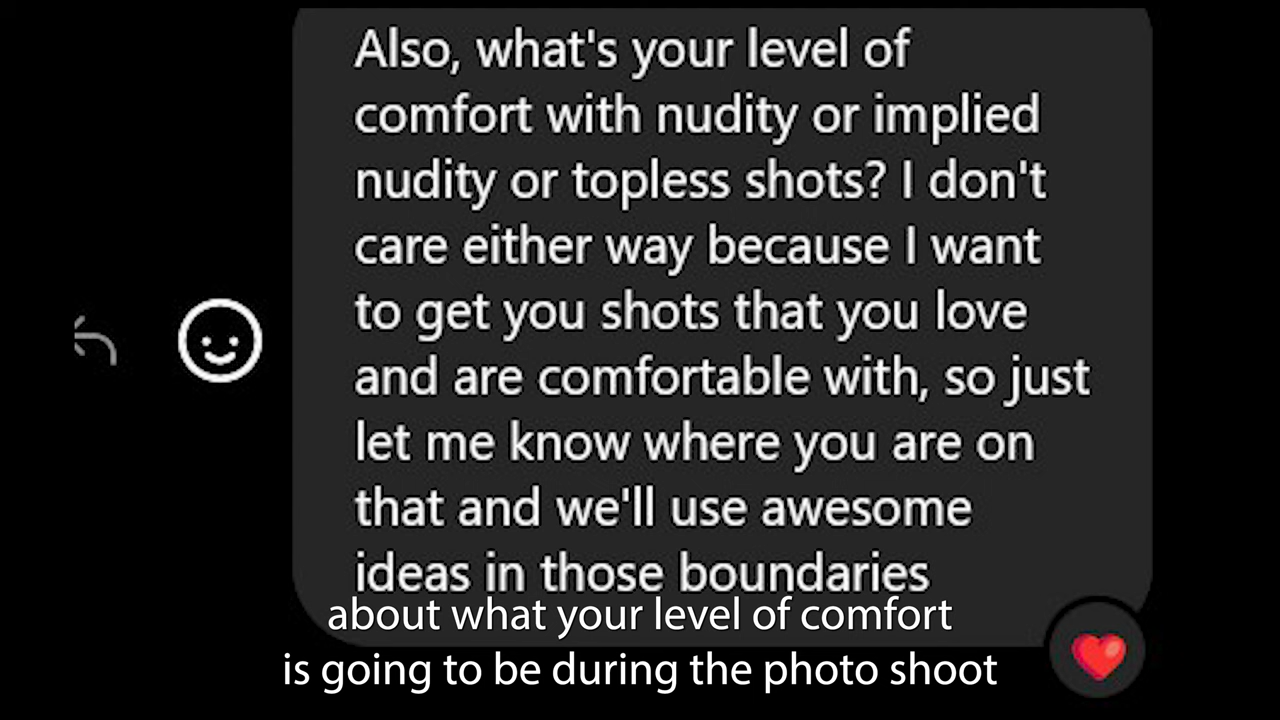 Also, what's your level of
comfort with nudity or implied
nudity or topless shots? I don't
care either way because I want
to get you shots that you love
and are comfortable with, so just
let me know where you are on
that and we'll use awesome
ideas in those boundaries
about what your level of comfort
is going to be during the photo shoot